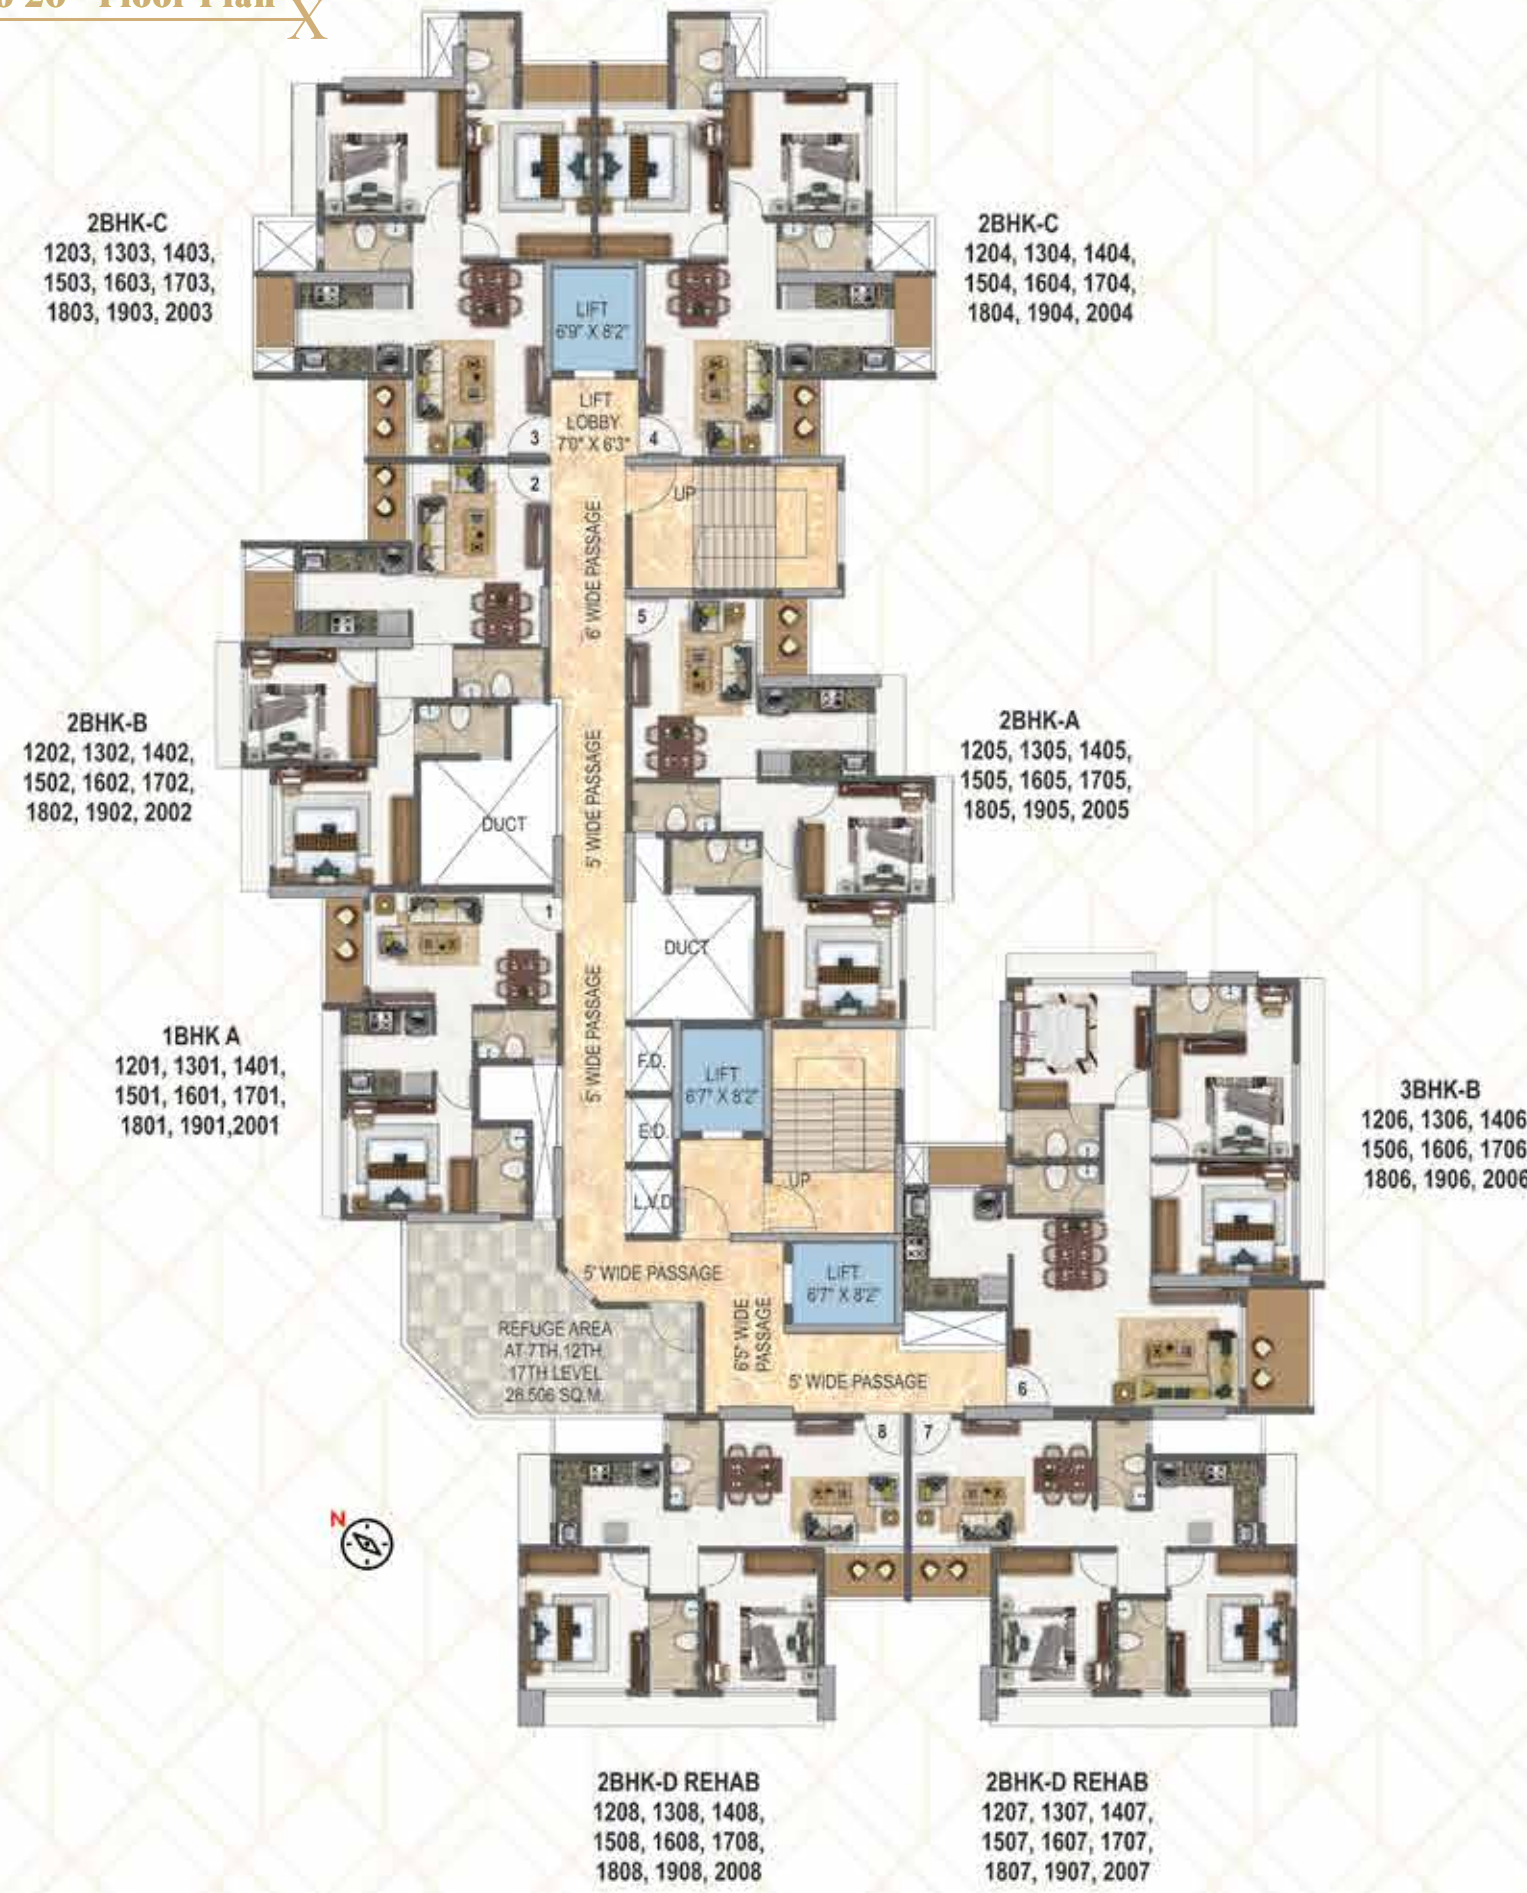 20 Floor Plan
X
2BHK-C
1203, 1303, 1403,
1503, 1603, 1703,
1803, 1903, 2003
2BHK-C
1204, 1304, 1404,
1504, 1604, 1704,
1804, 1904, 2004
LIFT
6'9" X 8'2"
LIFT
LOBBY
7'0" X 6'3"
3
4
2
UP
6' WIDE PASSAGE
5
2BHK-B
1202, 1302, 1402,
1502, 1602, 1702,
1802, 1902, 2002
2BHK-A
1205, 1305, 1405,
1505, 1605, 1705,
1805, 1905, 2005
5' WIDE PASSAGE
DUCT
1
DUCT
5' WIDE PASSAGE
1BHK A
1201, 1301, 1401,
1501, 1601, 1701,
1801, 1901,2001
F.D.
LIFT
6'7" X 8'2"
E.D.
L.V.D
UP
3BHK-B
1206, 1306, 1406
1506, 1606, 1706
1806, 1906, 2006
5' WIDE PASSAGE
LIFT
6'7" X 8'2"
6'5" WIDE
PASSAGE
REFUGE AREA
AT 7TH,12TH,
17TH LEVEL
26.506 SQ.M.
5' WIDE PASSAGE
6
8
7
N
2BHK-D REHAB
1208, 1308, 1408,
1508, 1608, 1708,
1808, 1908, 2008
2BHK-D REHAB
1207, 1307, 1407,
1507, 1607, 1707,
1807, 1907, 2007